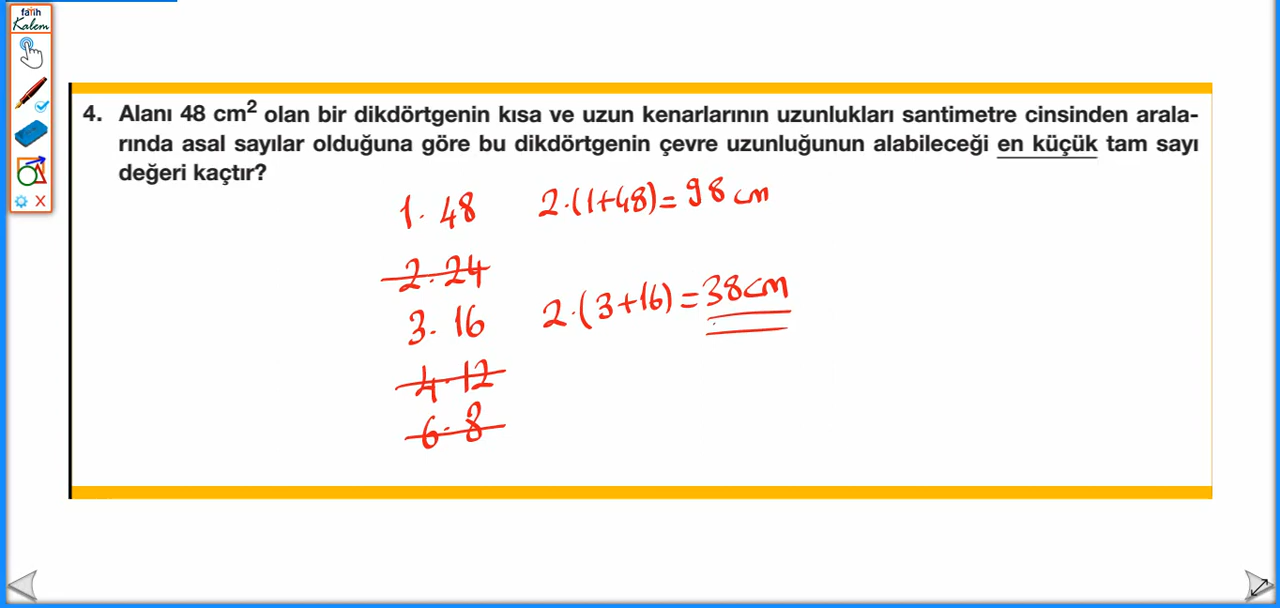 fatih
Kalem
4. Alanı 48 cm² olan bir dikdörtgenin kısa ve uzun kenarlarının uzunlukları santimetre cinsinden arala-
rında asal sayılar olduğuna göre bu dikdörtgenin çevre uzunluğunun alabileceği en küçük tam sayı
değeri kaçtır?
1. 48 2.(1+48)= 98 cm
2. 24
3. 16 2.(3+16)= 38 cm
4. 12
6. 8